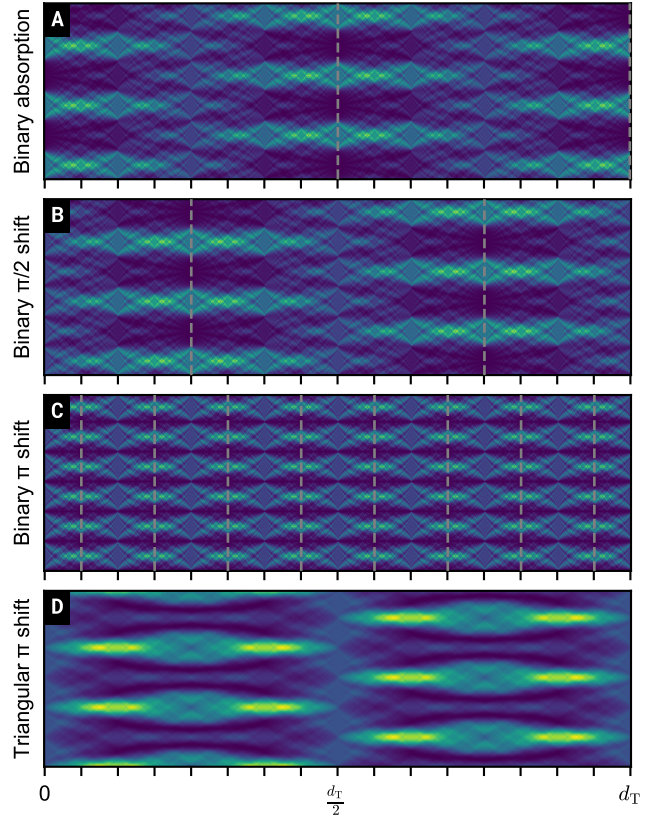 A
Binary absorption
B
Binary π/2 shift
C
Binary π shift
D
Triangular π shift
0
d_T/2
d_T